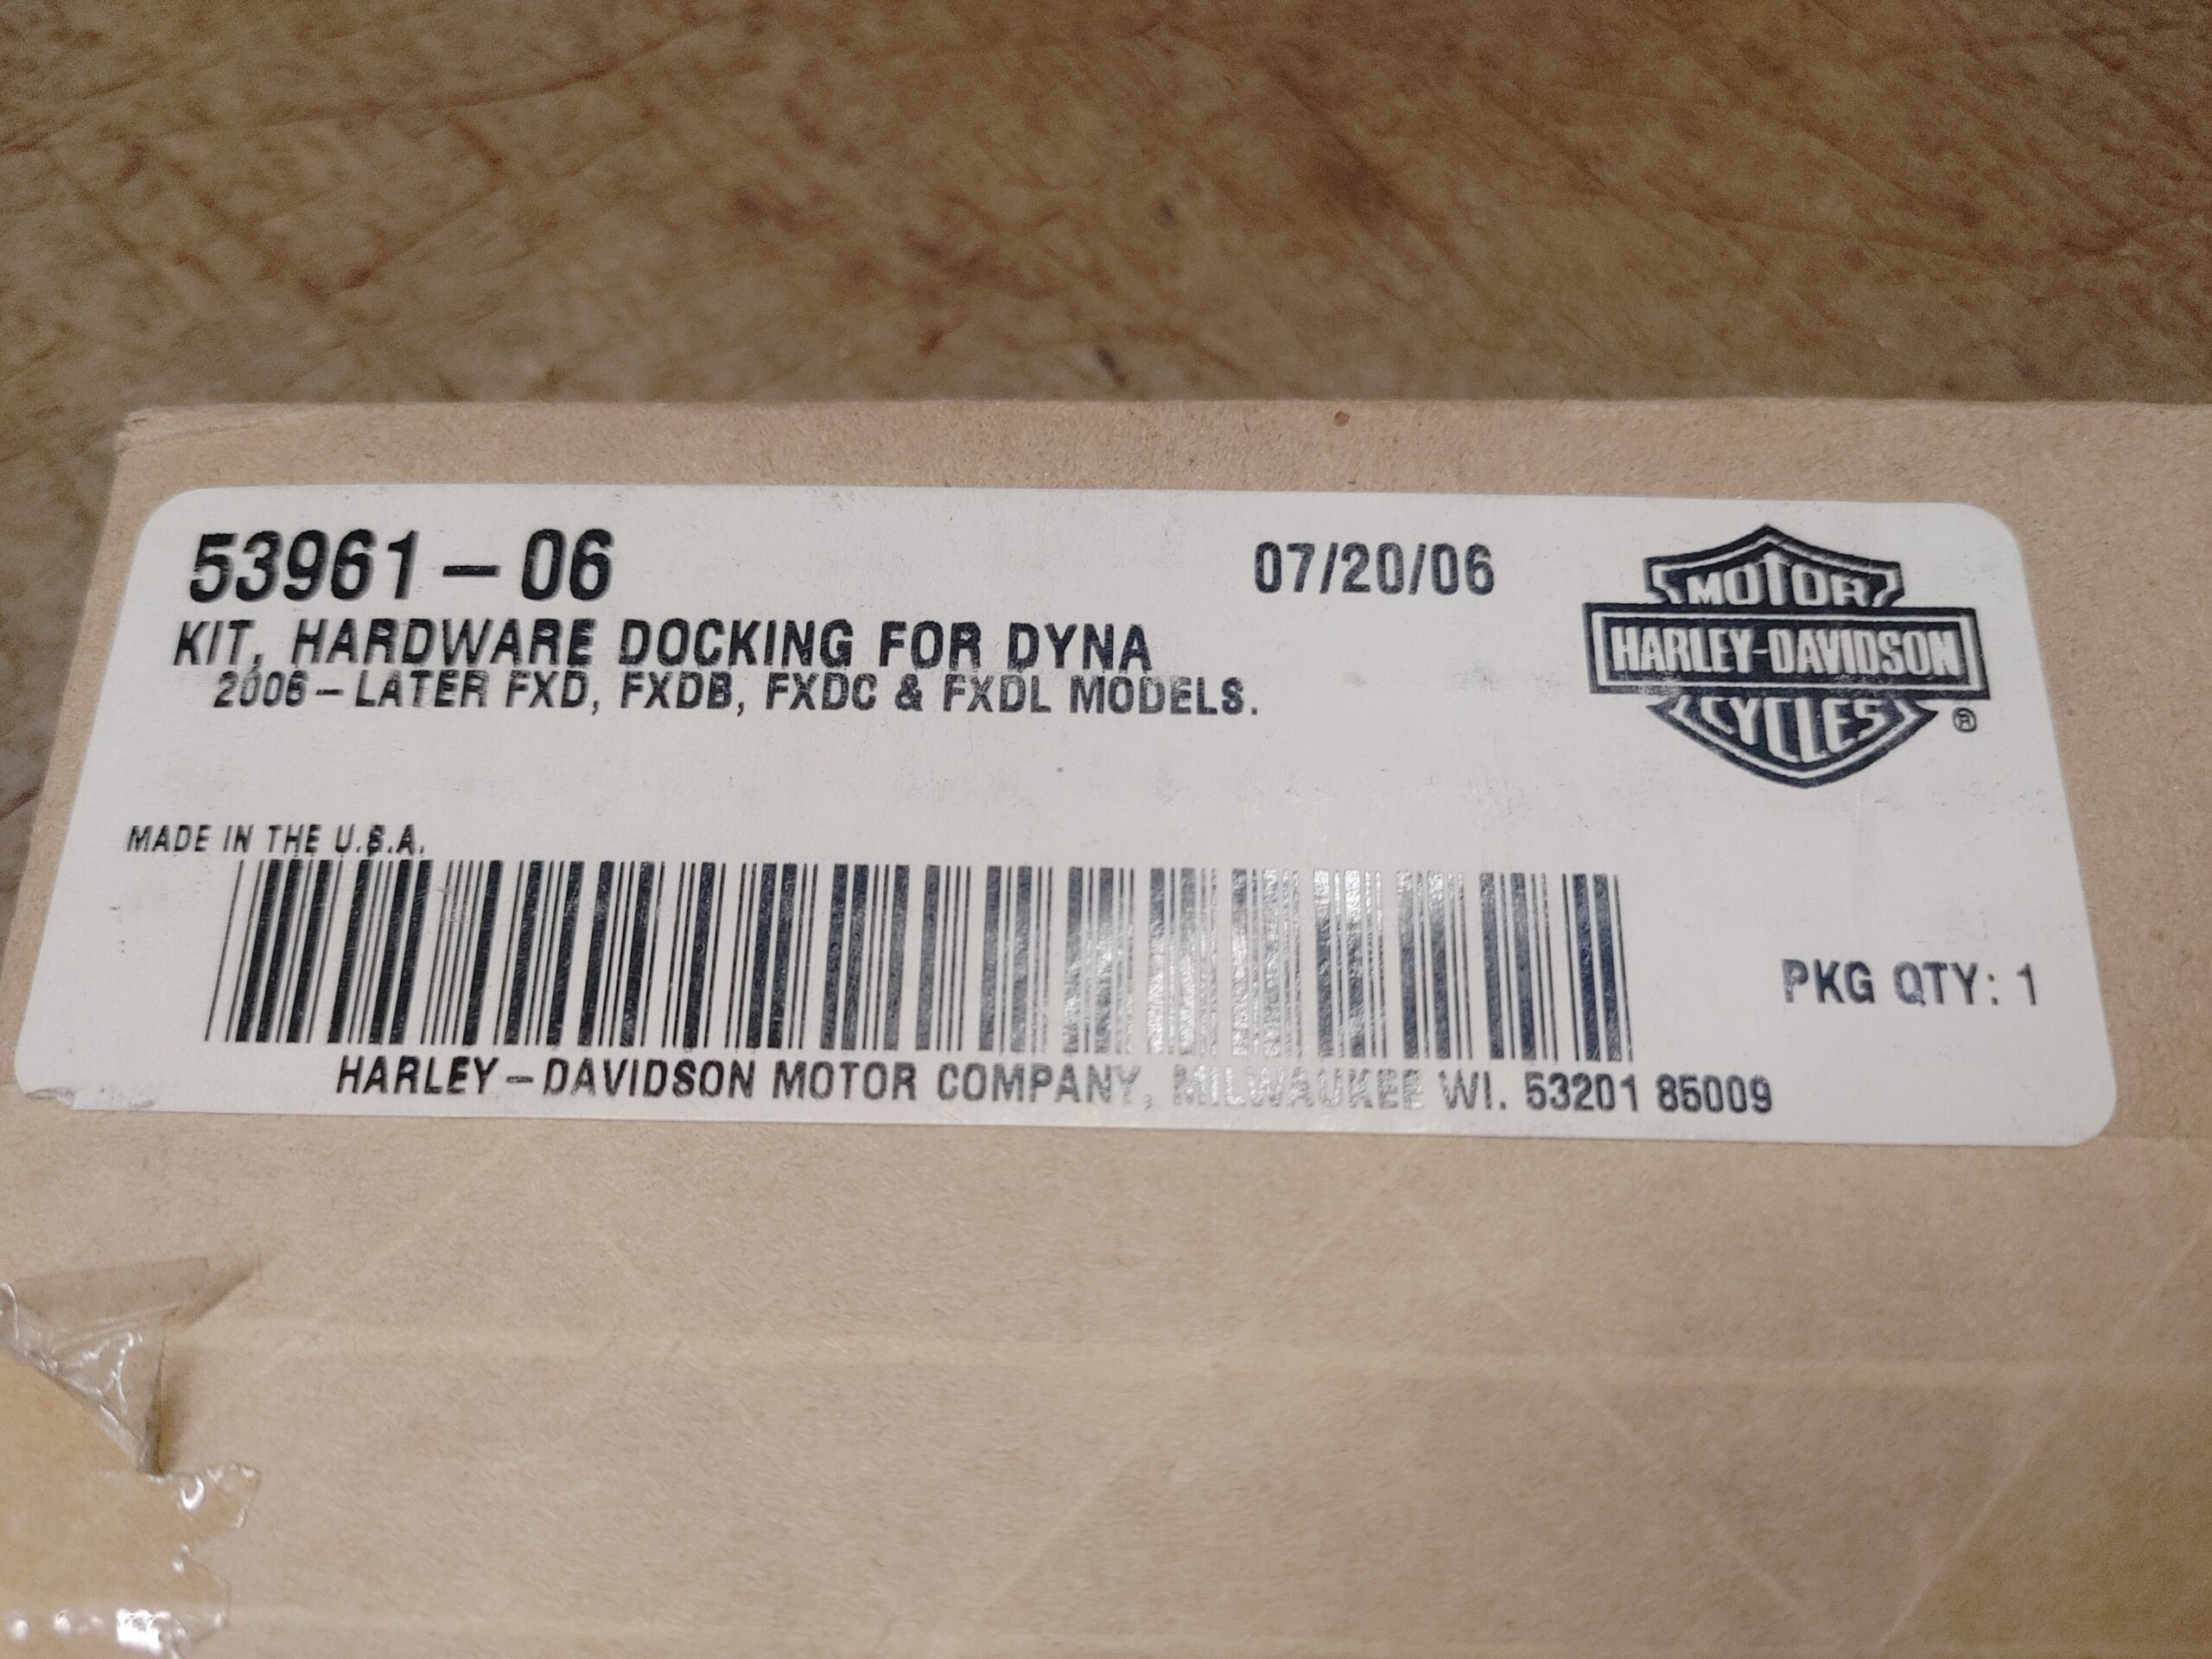 53961-06
07/20/06
MOTOR
HARLEY-DAVIDSON
CYCLES
®
KIT, HARDWARE DOCKING FOR DYNA
2006-LATER FXD, FXDB, FXDC & FXDL MODELS.
MADE IN THE U.S.A.
PKG QTY: 1
HARLEY-DAVIDSON MOTOR COMPANY, MILWAUKEE WI. 53201 85009